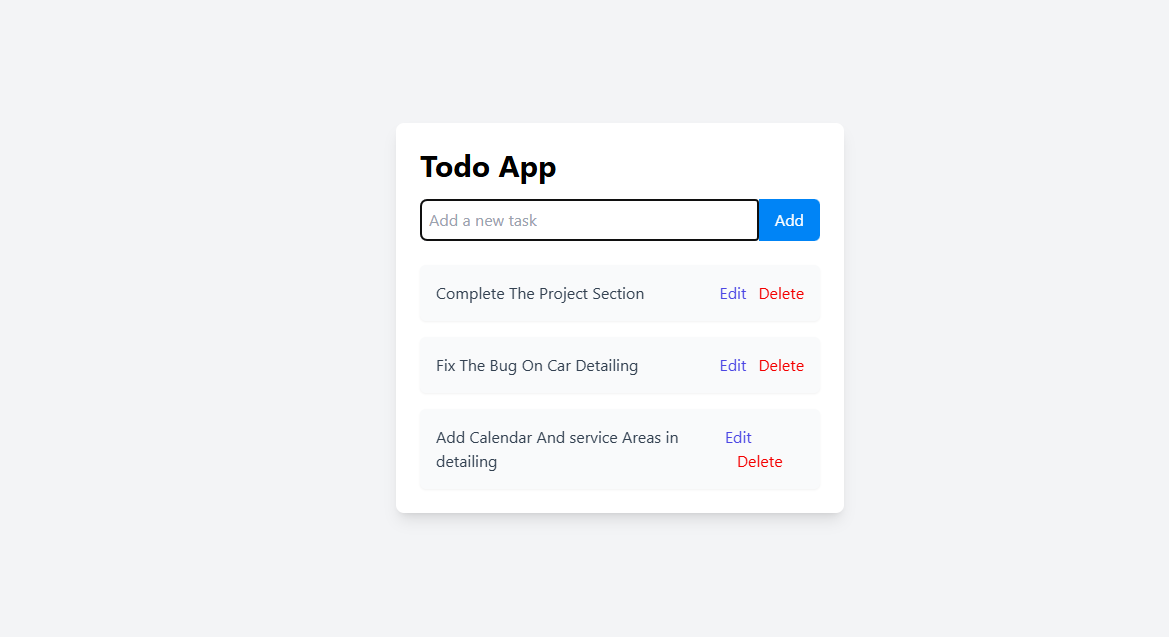 Todo App
Add a new task Add
Complete The Project Section Edit Delete
Fix The Bug On Car Detailing Edit Delete
Add Calendar And service Areas in Edit
detailing Delete